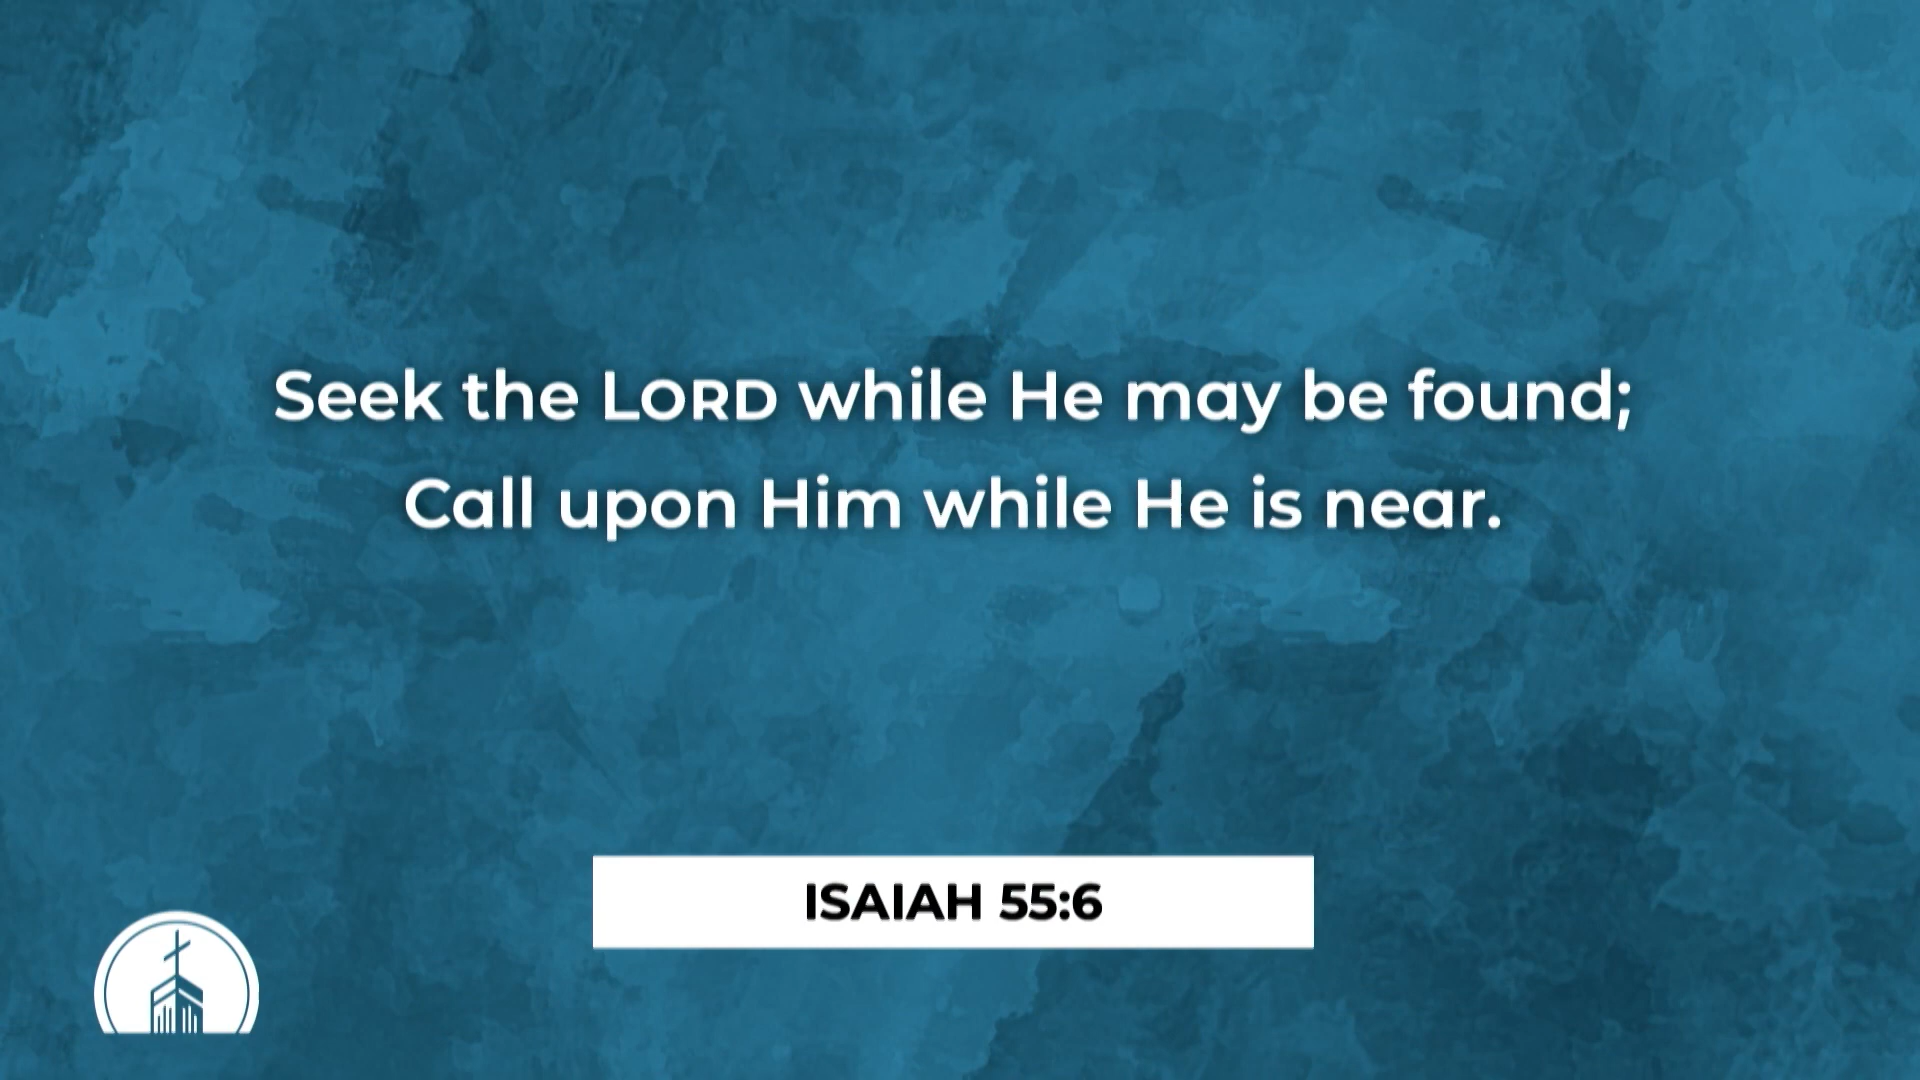 Seek the LORD while He may be found;
Call upon Him while He is near.
ISAIAH 55:6